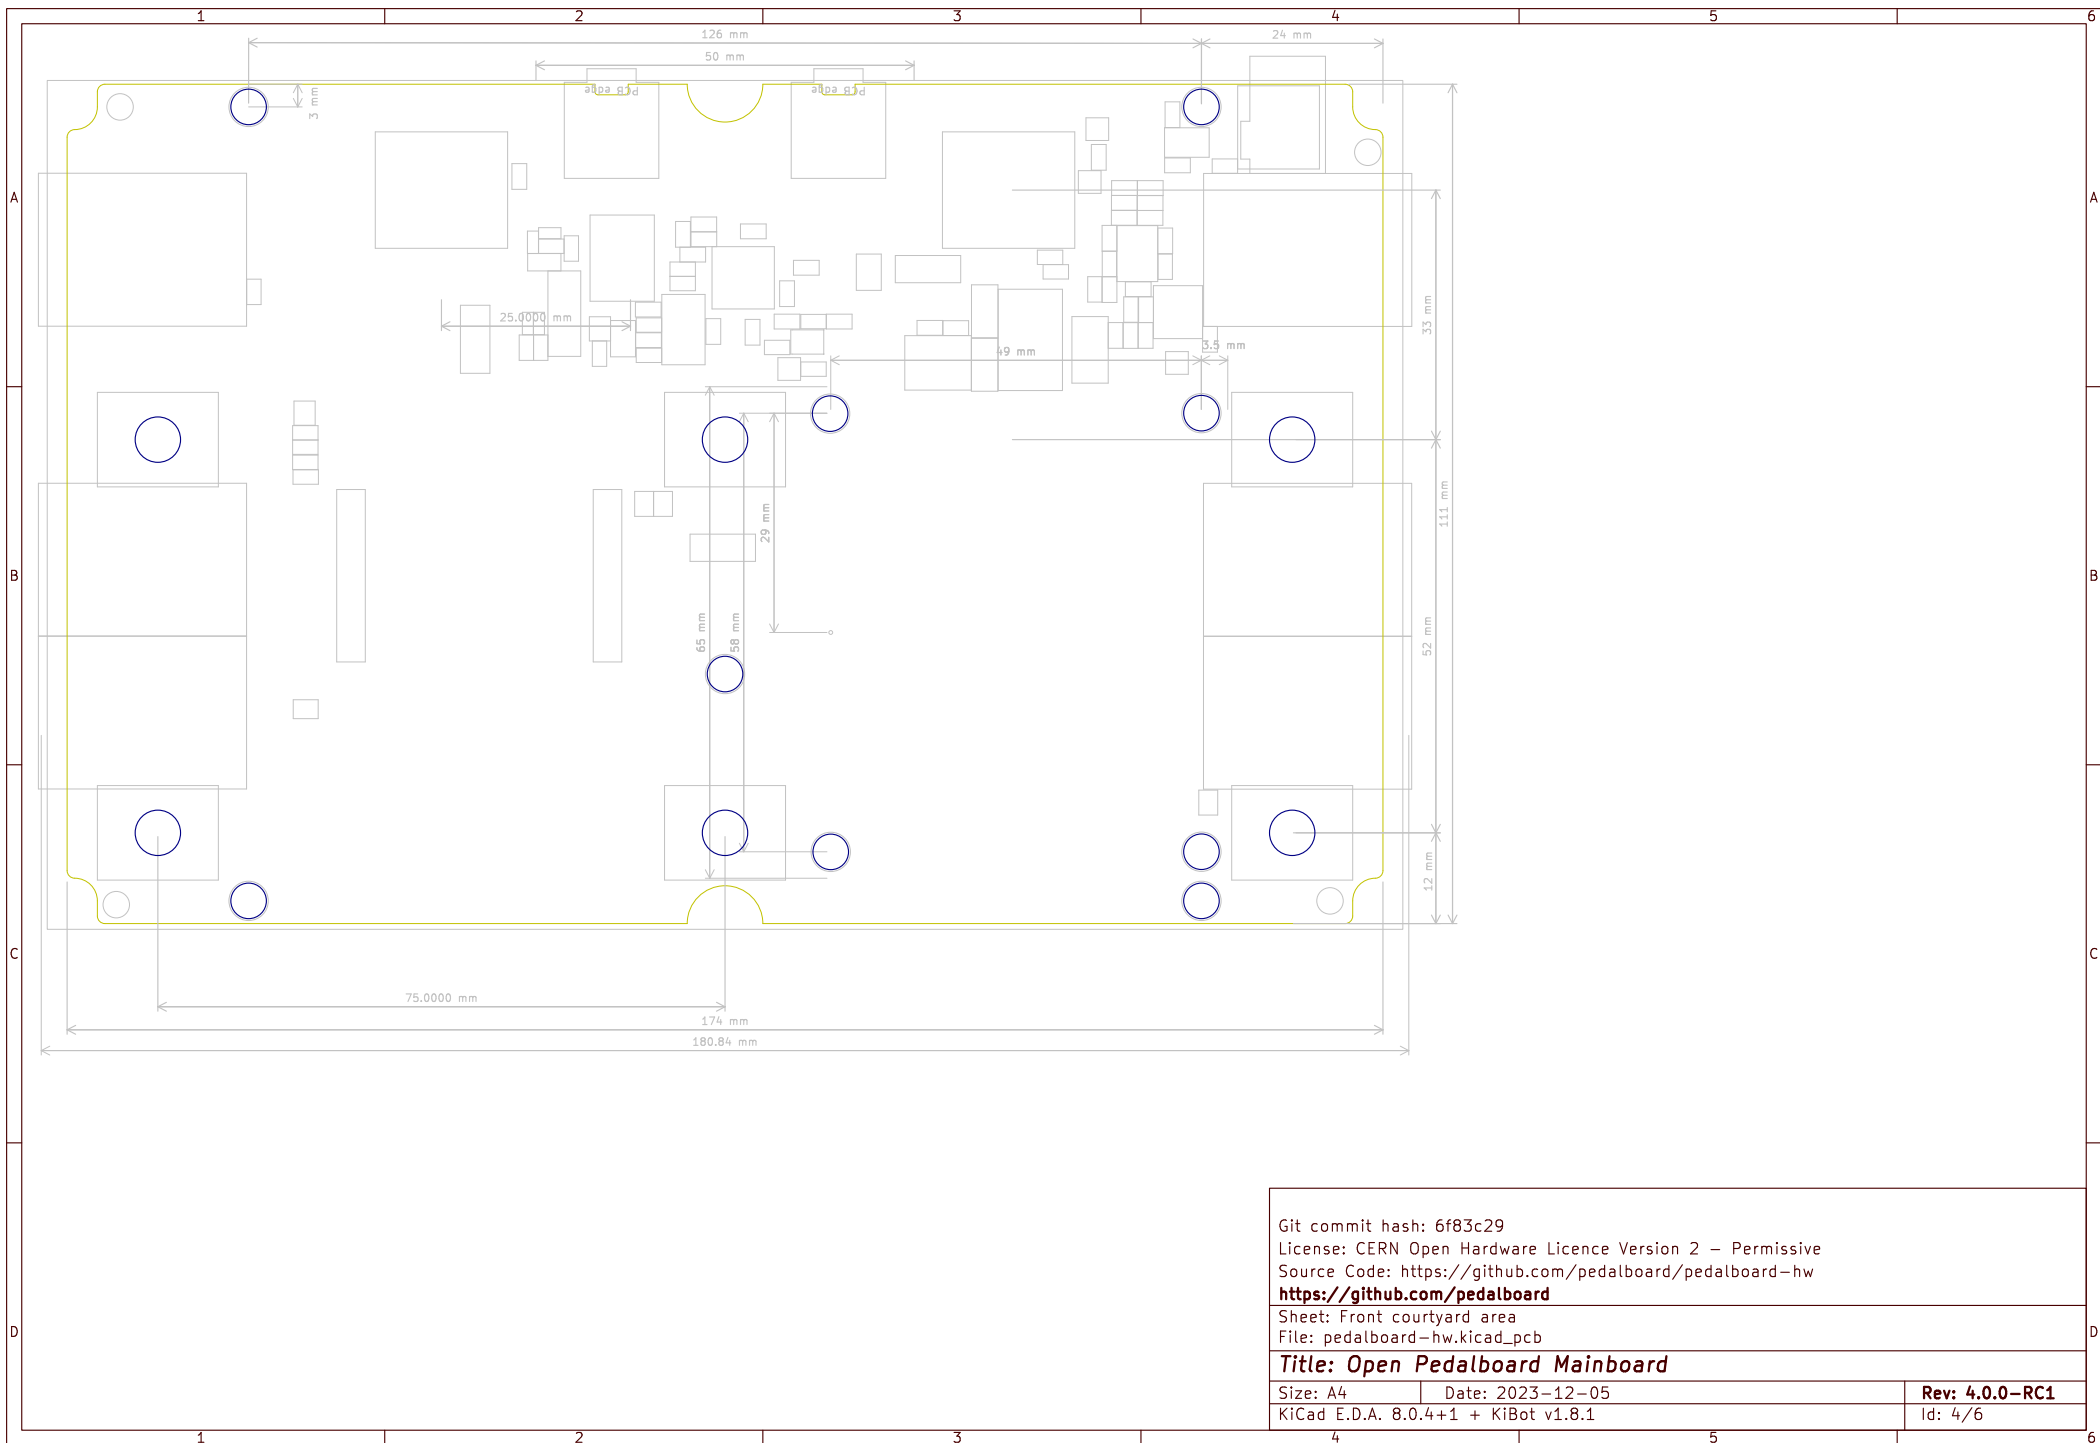 1 2 3 4 5 6
126 mm
24 mm
50 mm
3 mm
PCB edge
PCB edge
A
A
25.0000 mm
33 mm
49 mm
3.5 mm
111 mm
29 mm
B
B
65 mm
58 mm
52 mm
12 mm
C
C
75.0000 mm
174 mm
180.84 mm
Git commit hash: 6f83c29
License: CERN Open Hardware Licence Version 2 - Permissive
Source Code: https://github.com/pedalboard/pedalboard-hw
https://github.com/pedalboard
Sheet: Front courtyard area
D
D
File: pedalboard-hw.kicad_pcb
Title: Open Pedalboard Mainboard
Size: A4 Date: 2023-12-05 Rev: 4.0.0-RC1
KiCad E.D.A. 8.0.4+1 + KiBot v1.8.1 Id: 4/6
1 2 3 4 5 6